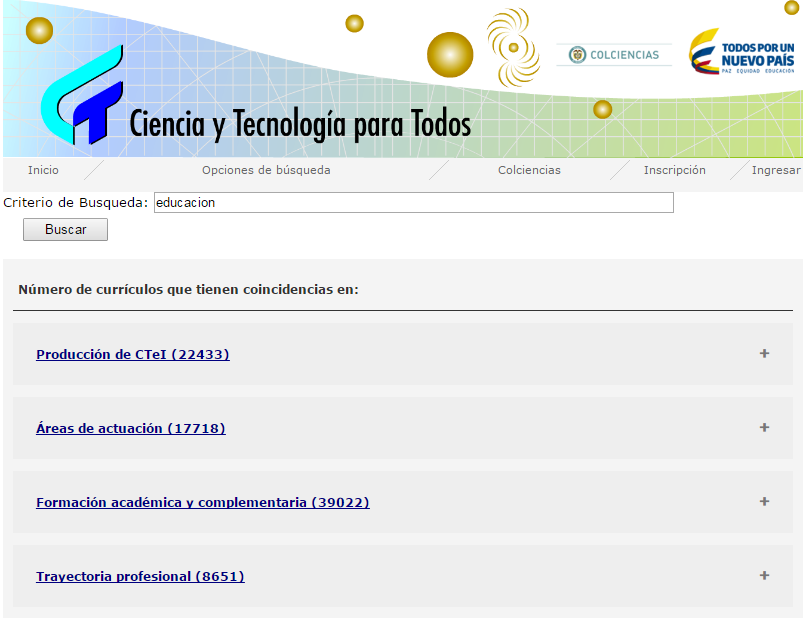 COLCIENCIAS
TODOS POR UN
NUEVO PAÍS
PAZ EQUIDAD EDUCACIÓN
Ciencia y Tecnología para Todos
Inicio Opciones de búsqueda Colciencias Inscripción Ingresar
Criterio de Busqueda: educacion
Buscar
Número de currículos que tienen coincidencias en:
Producción de CTeI (22433) +
Áreas de actuación (17718) +
Formación académica y complementaria (39022) +
Trayectoria profesional (8651) +